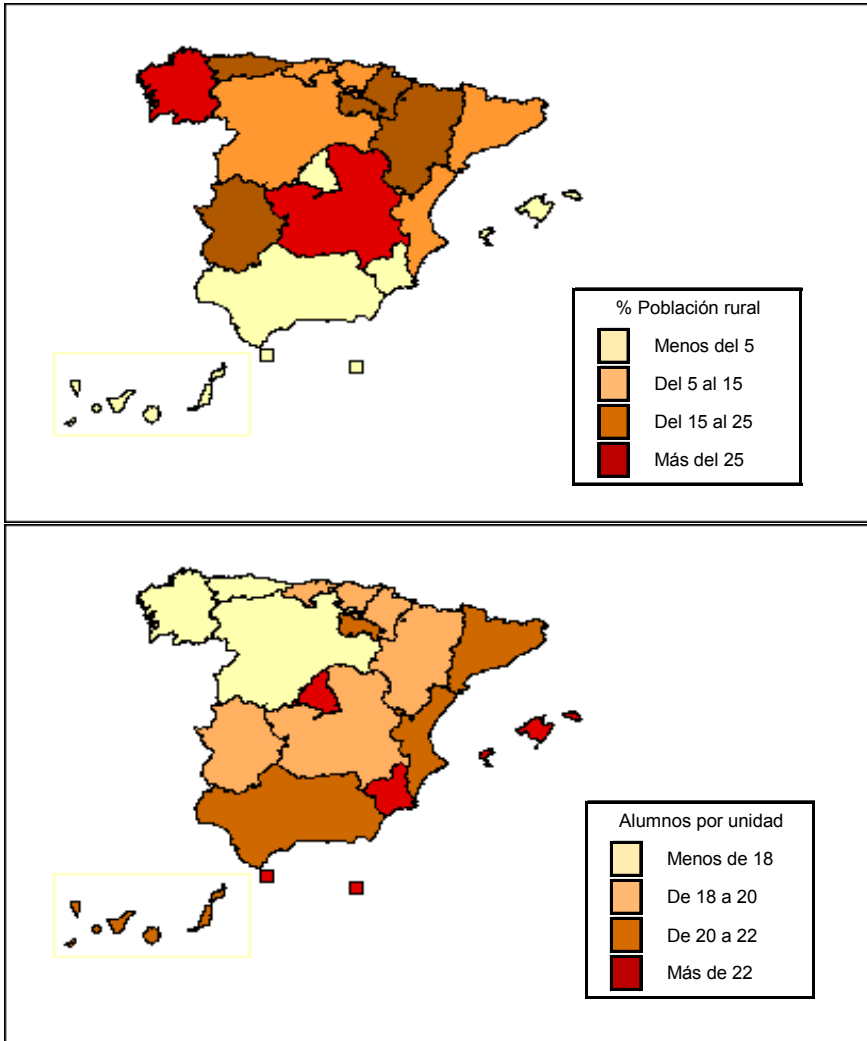 % Población rural
Menos del 5
Del 5 al 15
Del 15 al 25
Más del 25
Alumnos por unidad
Menos de 18
De 18 a 20
De 20 a 22
Más de 22